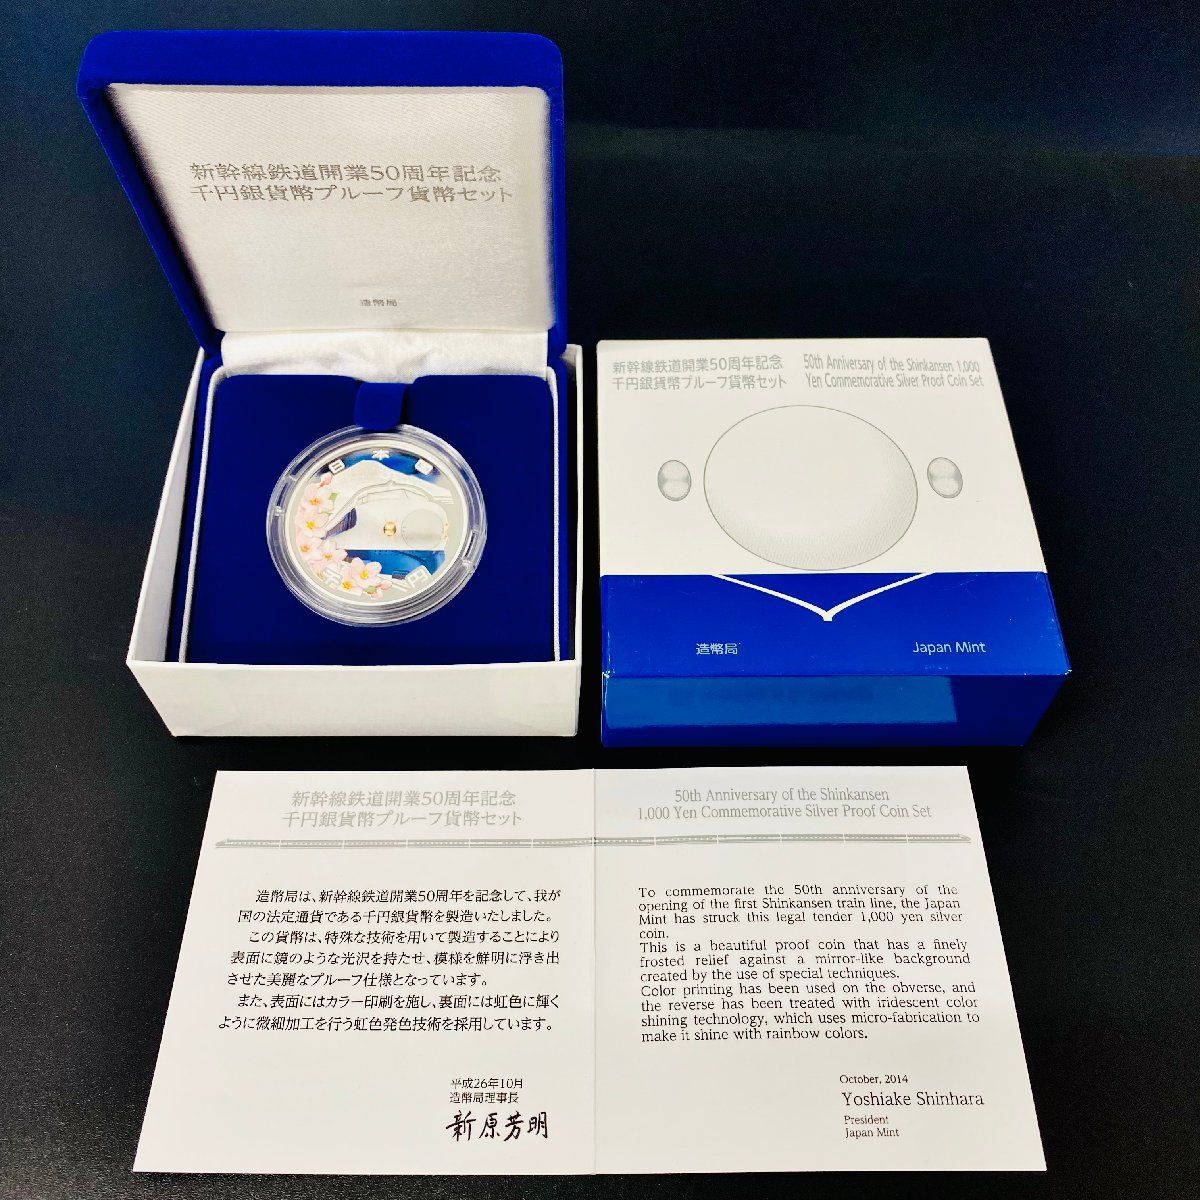 新幹線鉄道開業50周年記念
千円銀貨幣プルーフ貨幣セット
造幣局
日本国
千円
新幹線鉄道開業50周年記念
千円銀貨幣プルーフ貨幣セット
50th Anniversary of the Shinkansen 1,000
Yen Commemorative Silver Proof Coin Set
造幣局
Japan Mint
新幹線鉄道開業50周年記念
千円銀貨幣プルーフ貨幣セット
造幣局は、新幹線鉄道開業50周年を記念して、我が
国の法定通貨である千円銀貨幣を製造いたしました。
この貨幣は、特殊な技術を用いて製造することにより
表面に鏡のような光沢を持たせ、模様を鮮明に浮き出
させた美麗なプルーフ仕様となっています。
また、表面にはカラー印刷を施し、裏面には虹色に輝く
ように微細加工を行う虹色発色技術を採用しています。
平成26年10月
造幣局理事長
新原芳明
50th Anniversary of the Shinkansen
1,000 Yen Commemorative Silver Proof Coin Set
To commemorate the 50th anniversary of the
opening of the first Shinkansen train line, the Japan
Mint has struck this legal tender 1,000 yen silver
coin.
This is a beautiful proof coin that has a finely
frosted relief against a mirror-like background
created by the use of special techniques.
Color printing has been used on the obverse, and
the reverse has been treated with iridescent color
shining technology, which uses micro-fabrication to
make it shine with rainbow colors.
October, 2014
Yoshiake Shinhara
President
Japan Mint